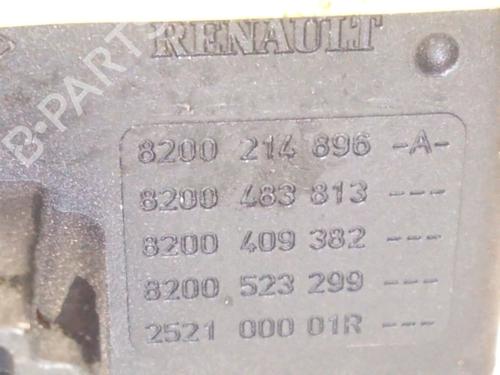 RENAULT
8200 214 896 -A-
8200 483 813 ---
8200 409 382 ---
8200 523 299 ---
2521 000 01R ---
B-PARTS